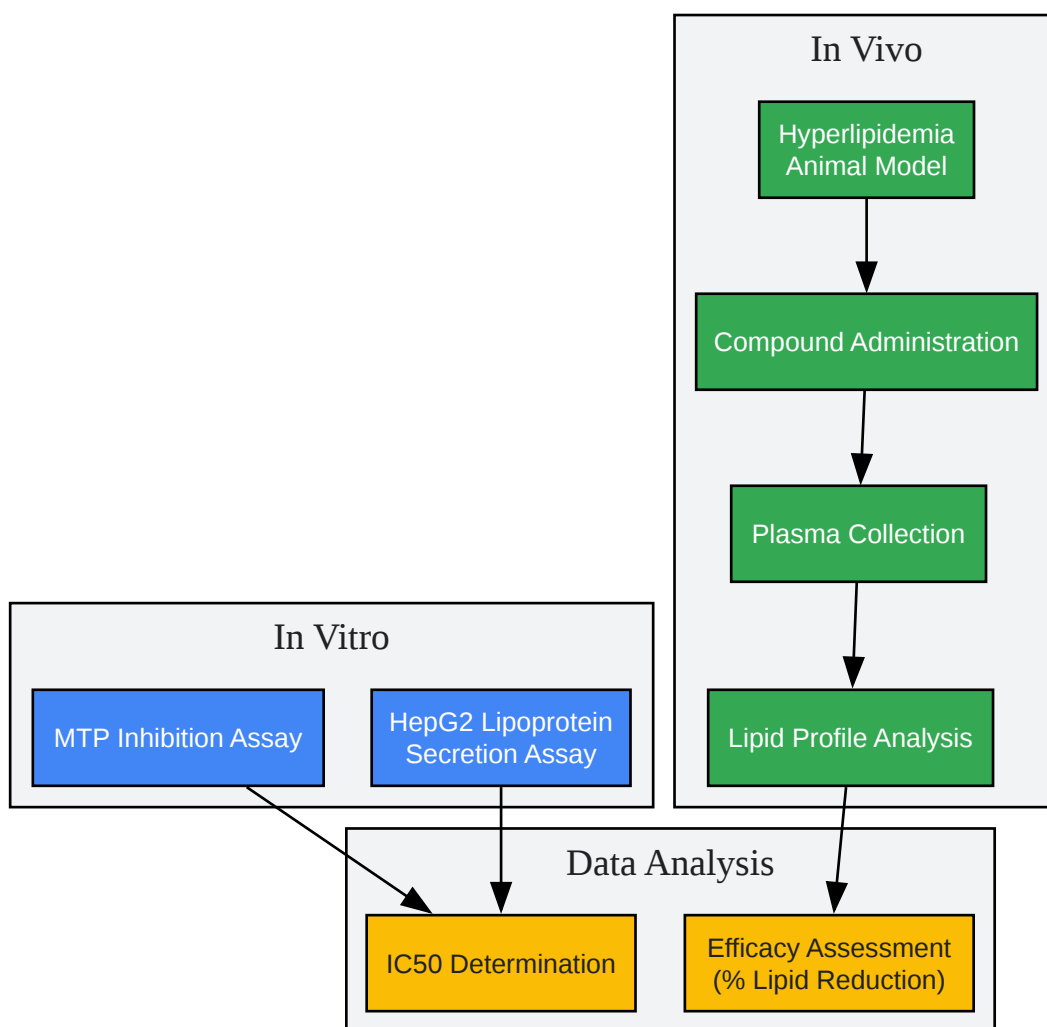 In Vivo
Hyperlipidemia
Animal Model
Compound Administration
Plasma Collection
Lipid Profile Analysis
In Vitro
MTP Inhibition Assay
HepG2 Lipoprotein
Secretion Assay
Data Analysis
IC50 Determination
Efficacy Assessment
(% Lipid Reduction)